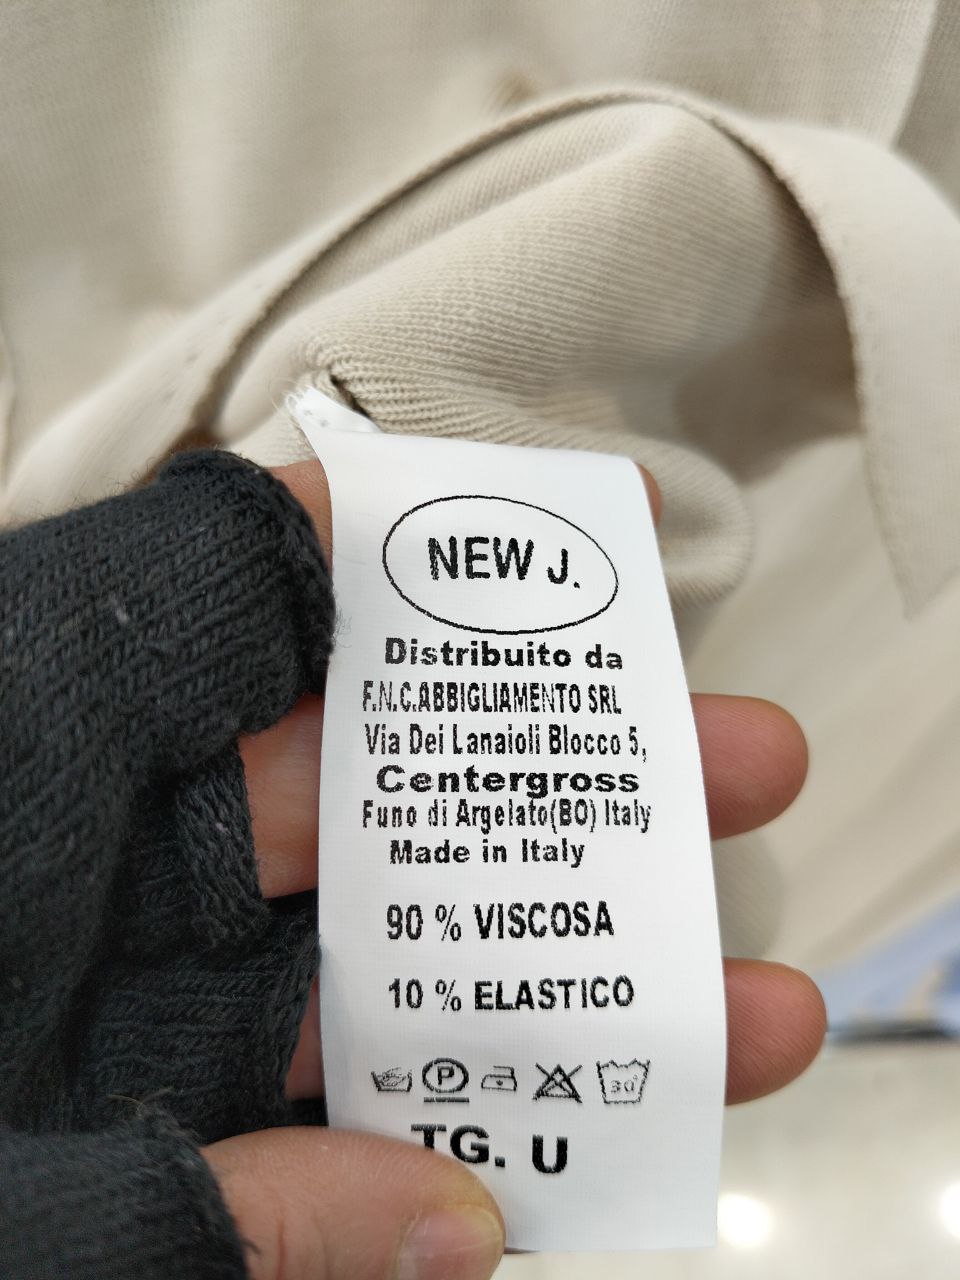 NEW J.
Distribuito da
F.N.C.ABBIGLIAMENTO SRL
Via Dei Lanaioli Blocco 5,
Centergross
Funo di Argelato(BO) Italy
Made in Italy
90 % VISCOSA
10 % ELASTICO
P 30°
TG. U